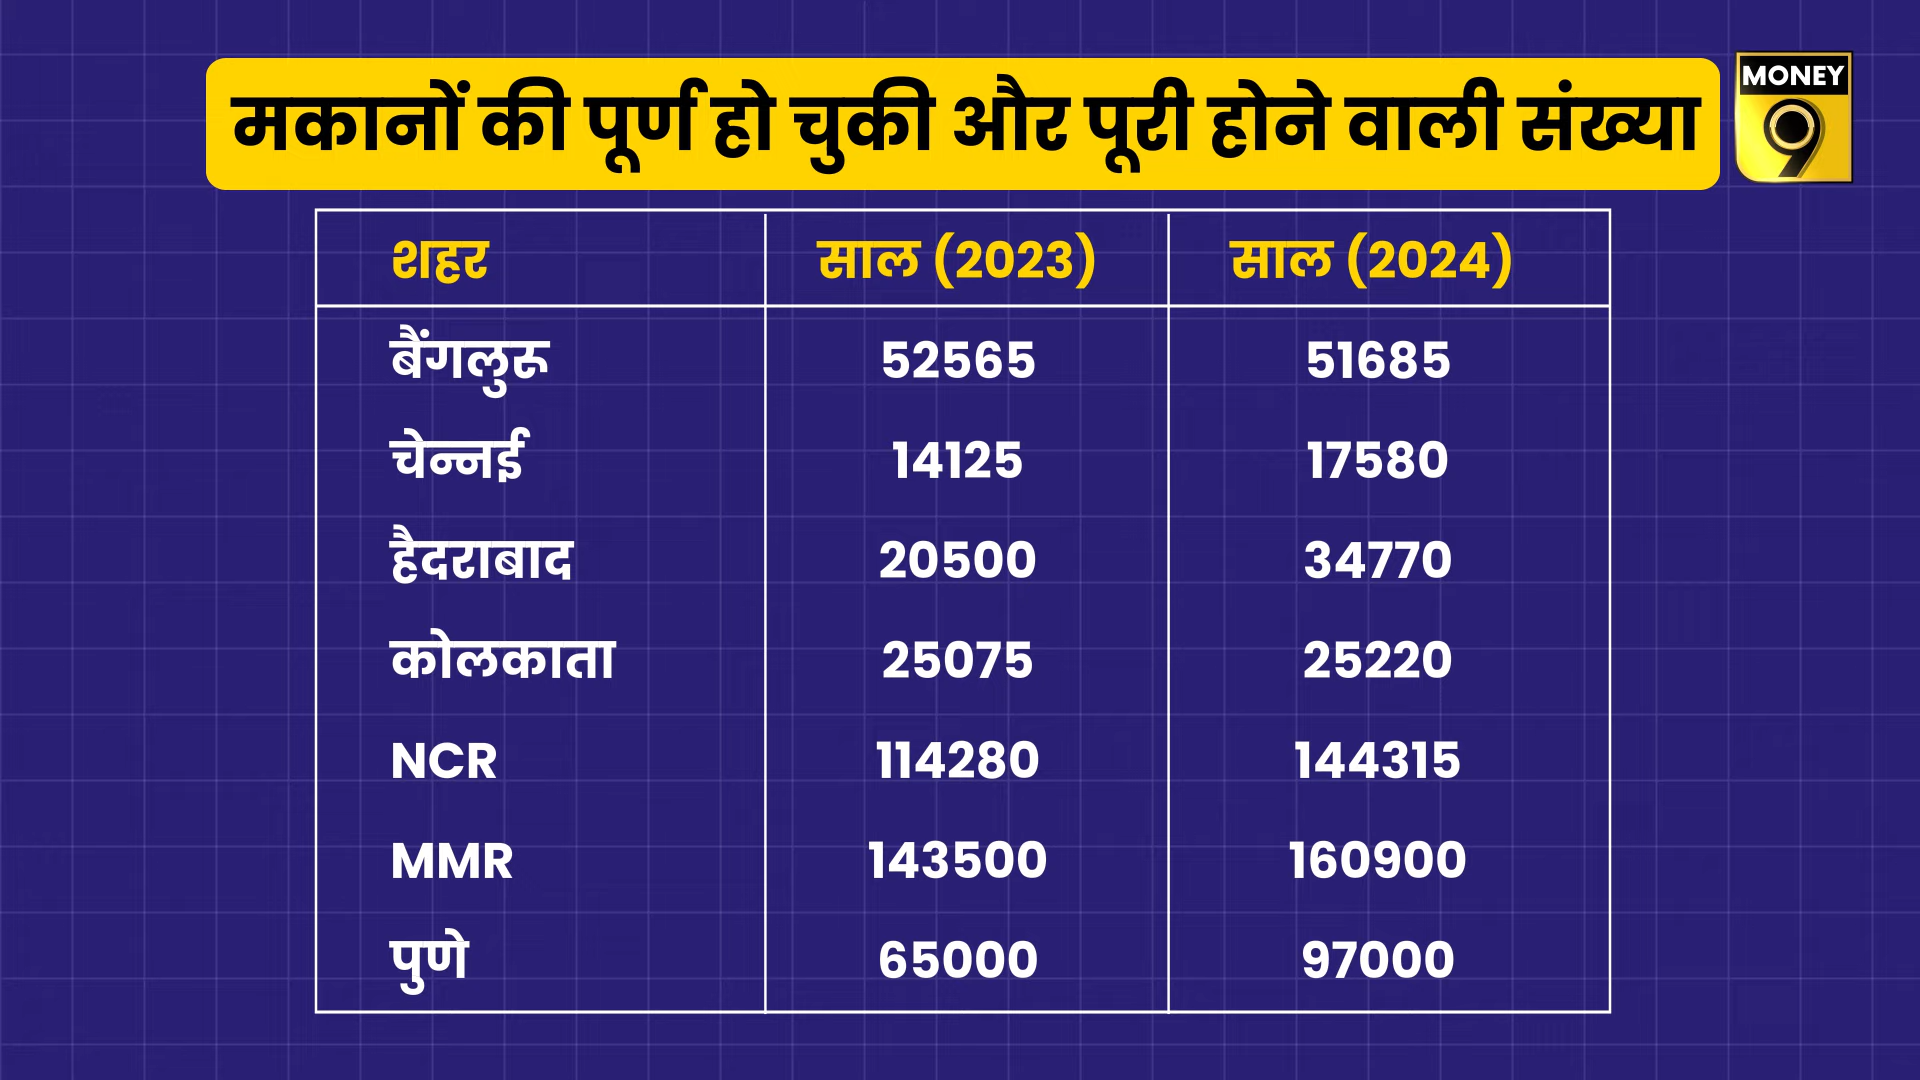 मकानों की पूर्ण हो चुकी और पूरी होने वाली संख्या
MONEY
9
शहर साल (2023) साल (2024)
बैंगलुरू 52565 51685
चेन्नई 14125 17580
हैदराबाद 20500 34770
कोलकाता 25075 25220
NCR 114280 144315
MMR 143500 160900
पुणे 65000 97000